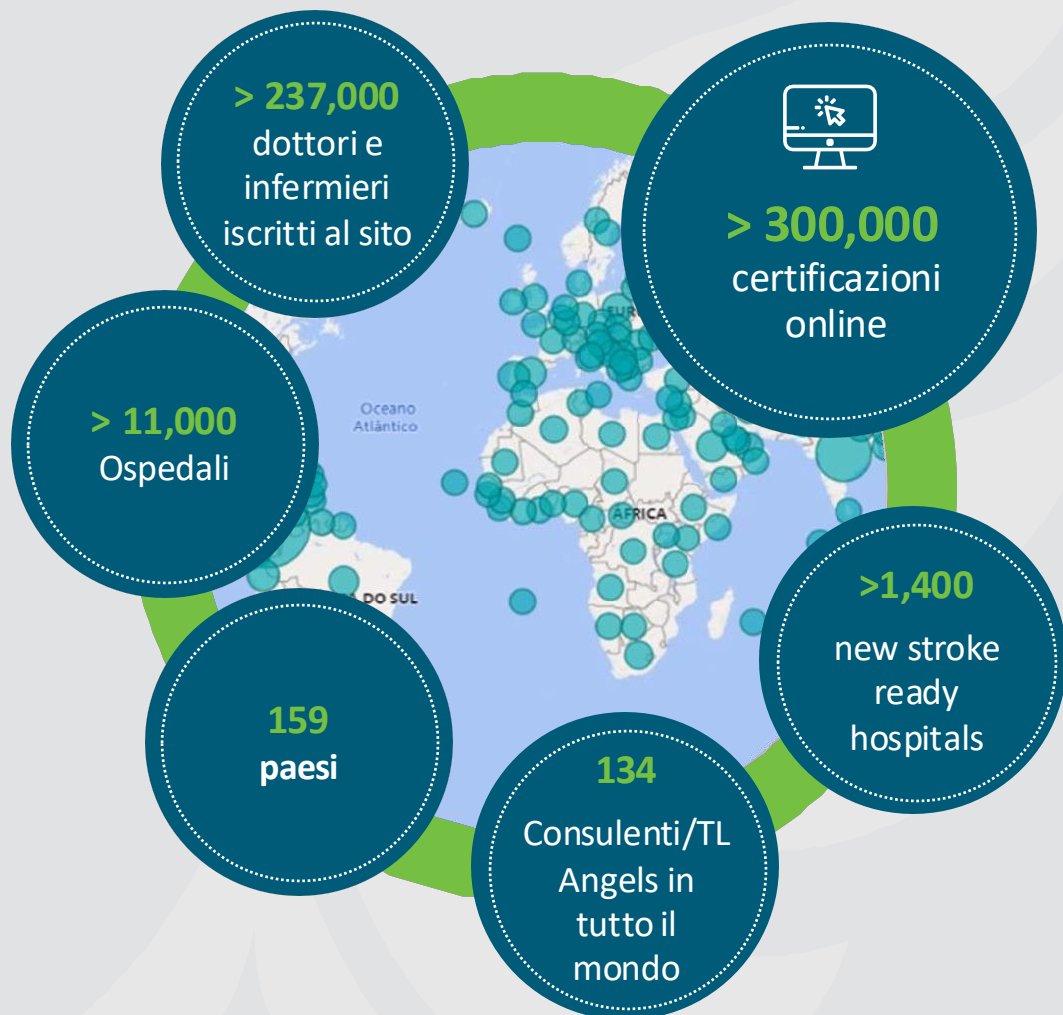 > 237,000
dottori e
infermieri
iscritti al sito
> 300,000
certificazioni
online
> 11,000
Ospedali
Oceano
Atlântico
AFRICA
DO SUL
>1,400
new stroke
ready
hospitals
159
paesi
134
Consulenti/TL
Angels in
tutto il
mondo